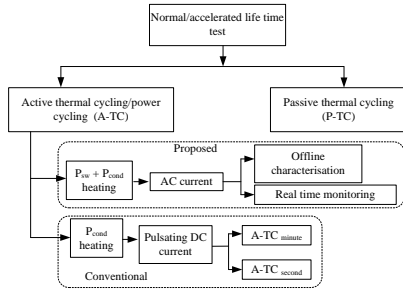 Normal/accelerated life time
test
Active thermal cycling/power
cycling (A-TC)
Passive thermal cycling
(P-TC)
Proposed
Psw + Pcond
heating
AC current
Offline
characterisation
Real time monitoring
Pcond
heating
Pulsating DC
current
A-TC minute
A-TC second
Conventional